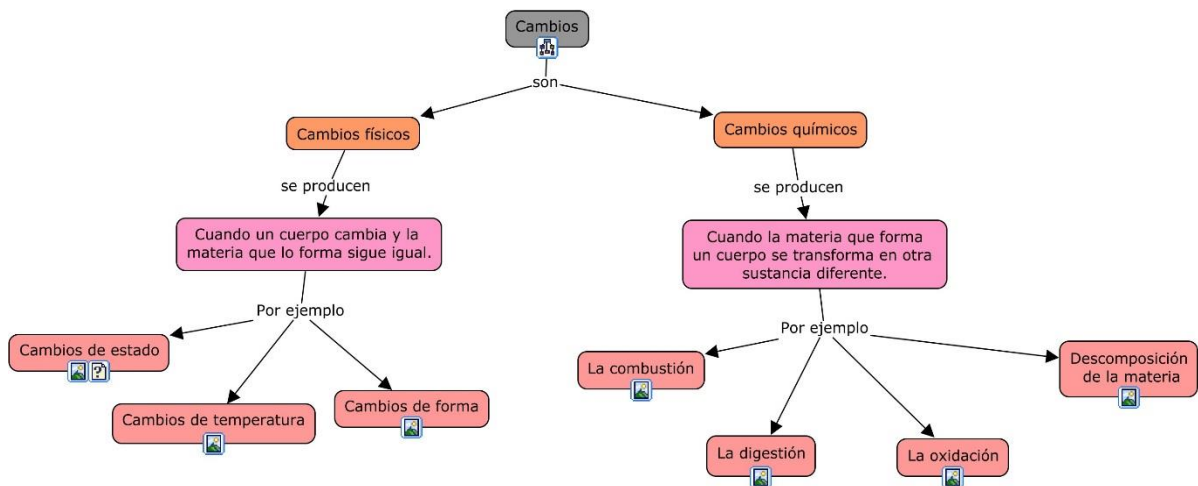 Cambios
son
Cambios físicos
Cambios químicos
se producen
se producen
Cuando un cuerpo cambia y la
materia que lo forma sigue igual.
Cuando la materia que forma
un cuerpo se transforma en otra
sustancia diferente.
Por ejemplo
Por ejemplo
Cambios de estado
Cambios de temperatura
Cambios de forma
La combustión
La digestión
La oxidación
Descomposición
de la materia